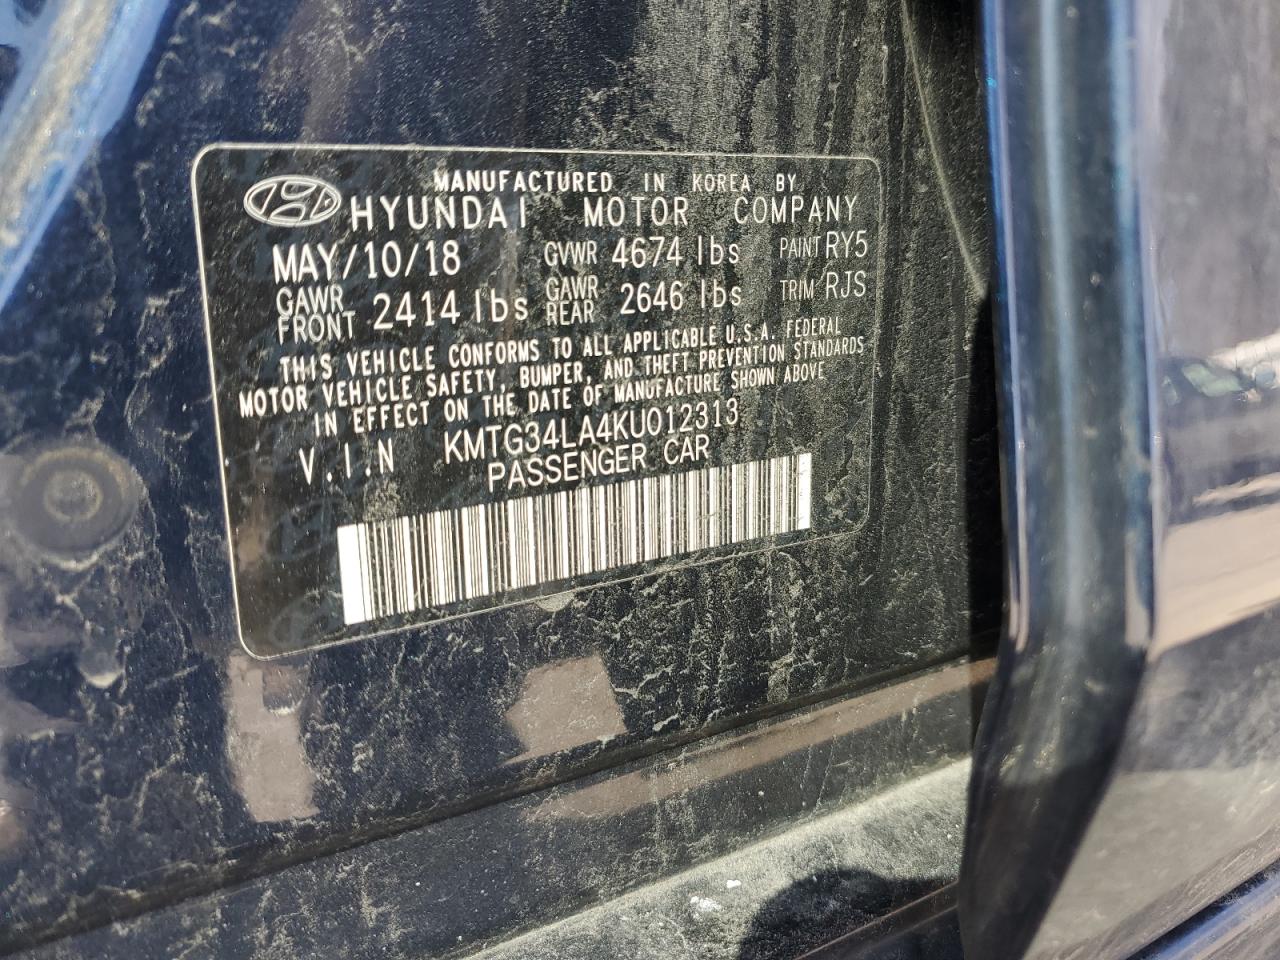 MANUFACTURED IN KOREA BY
HYUNDAI MOTOR COMPANY
MAY/10/18 GVWR 4674 lbs PAINT RY5
GAWR FRONT 2414 lbs GAWR REAR 2646 lbs TRIM RJS
THIS VEHICLE CONFORMS TO ALL APPLICABLE U.S.A. FEDERAL
MOTOR VEHICLE SAFETY, BUMPER, AND THEFT PREVENTION STANDARDS
IN EFFECT ON THE DATE OF MANUFACTURE SHOWN ABOVE
V.I.N KMTG34LA4KU012313
PASSENGER CAR